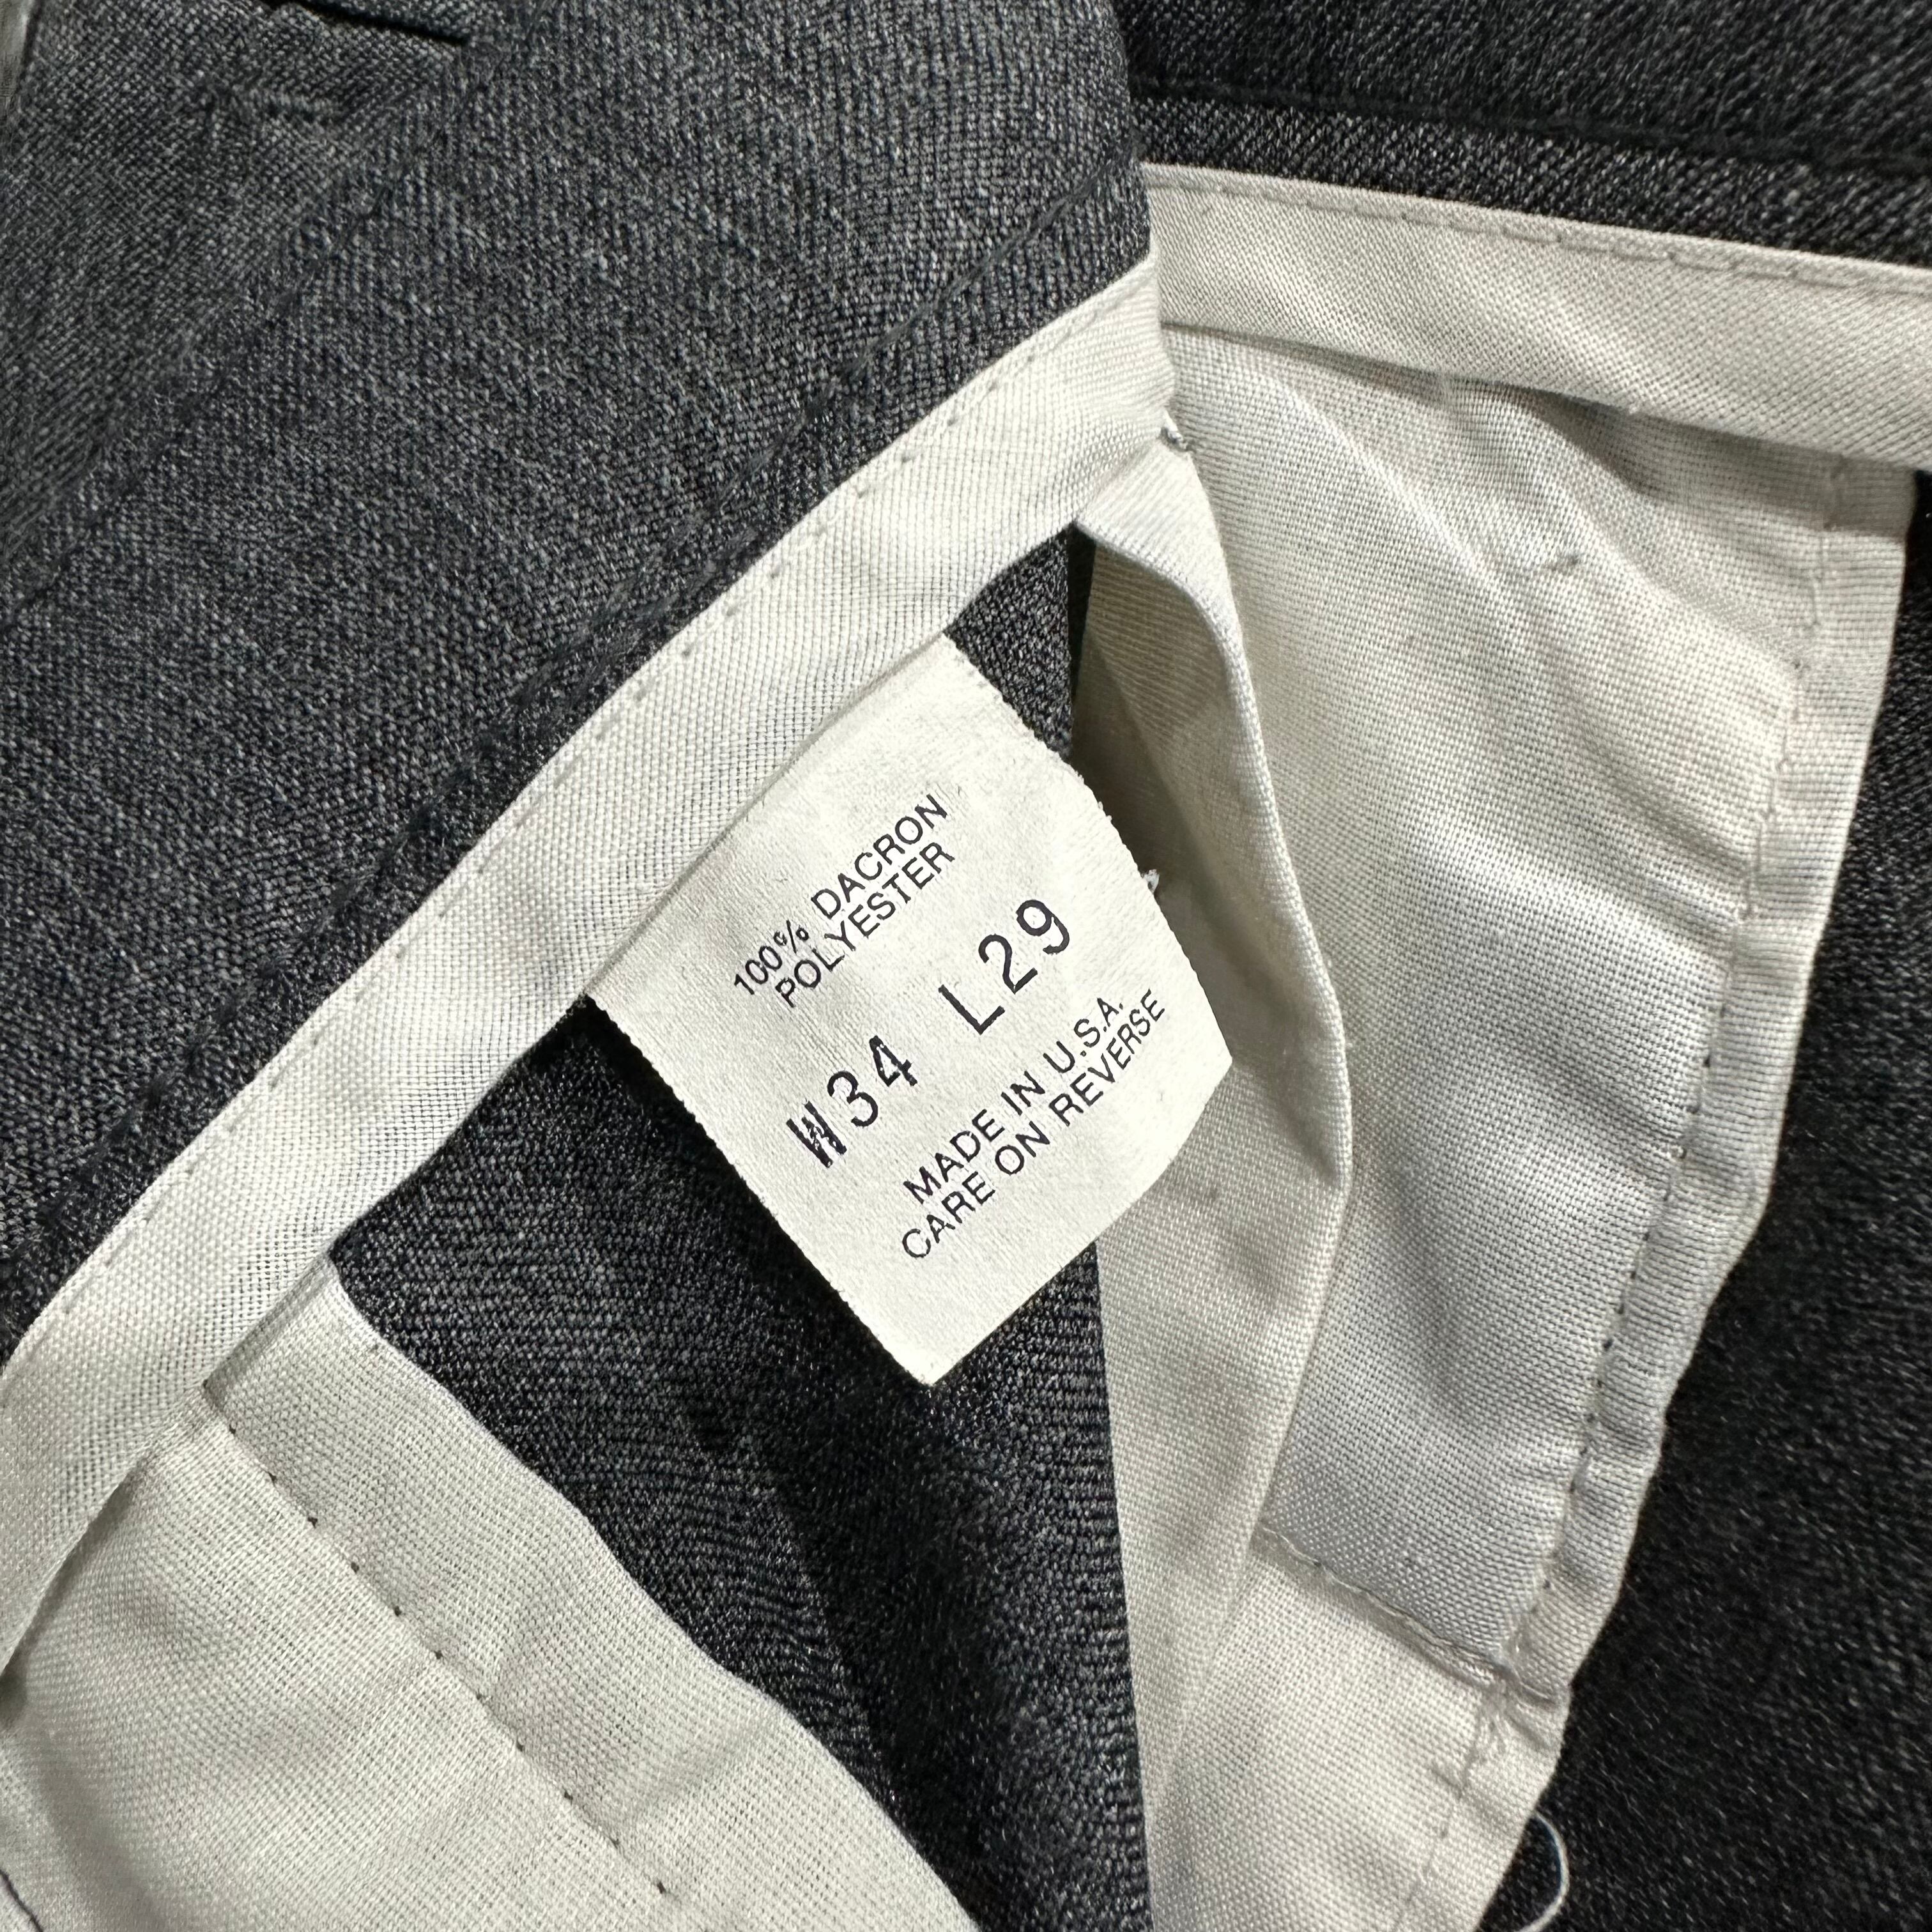 100% DACRON
POLYESTER
W34 L29
MADE IN U.S.A.
CARE ON REVERSE